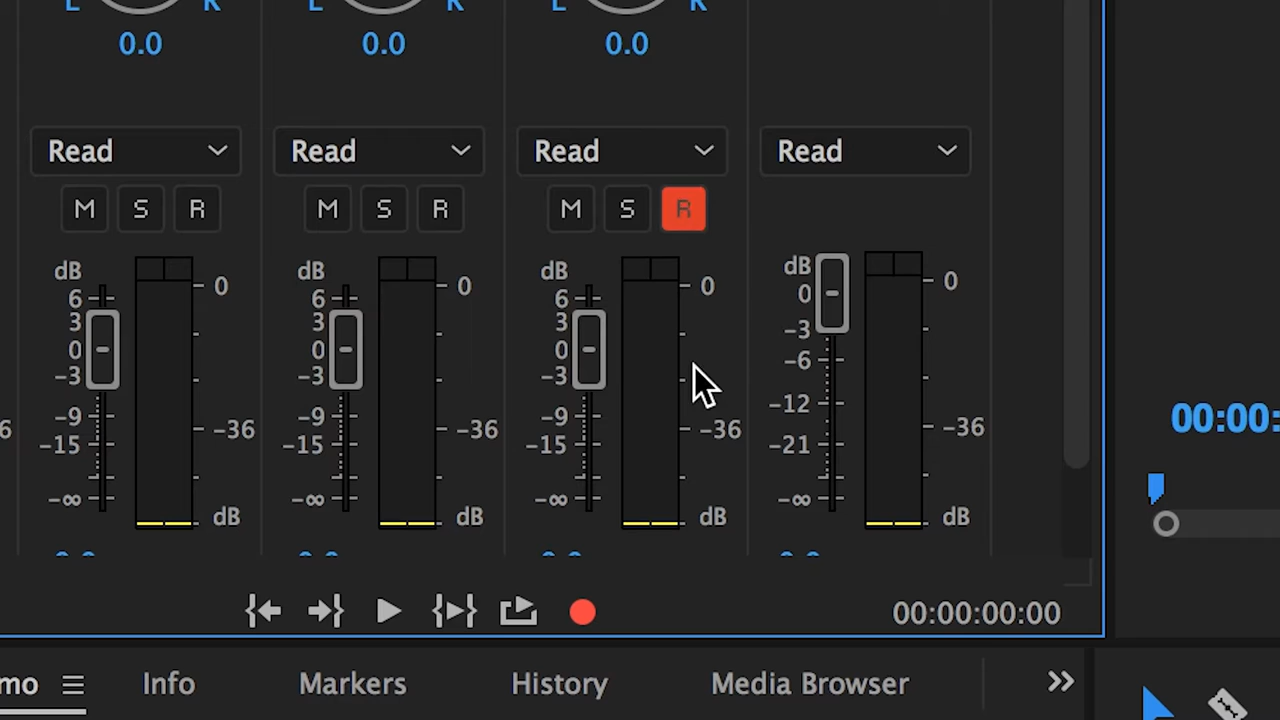 L R L R L R
0.0 0.0 0.0
Read Read Read Read
M S R M S R M S R
dB 0 dB 0 dB 0 dB 0
6 6 6 0
3 3 3 -3
0 0 0 -6
-3 -3 -3 -12
-9 -36 -9 -36 -9 -36 -36
-15 -15 -15 -21
-∞ dB -∞ dB -∞ dB -∞ dB
00:00:
00:00:00:00
mo Info Markers History Media Browser